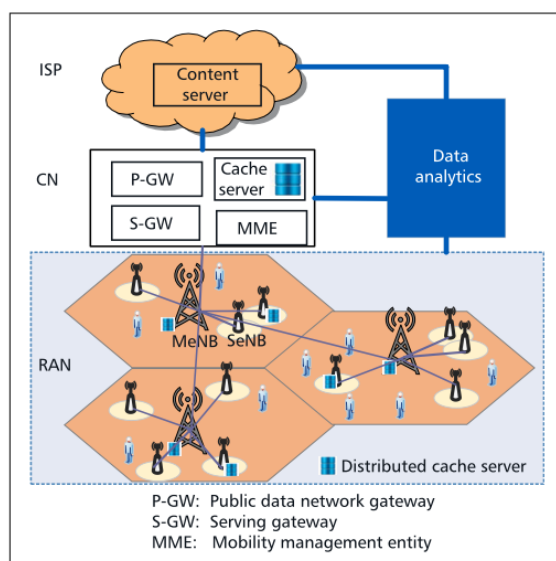 ISP
Content
server
CN
P-GW
Cache
server
S-GW
MME
Data
analytics
RAN
MeNB
SeNB
Distributed cache server
P-GW: Public data network gateway
S-GW: Serving gateway
MME: Mobility management entity